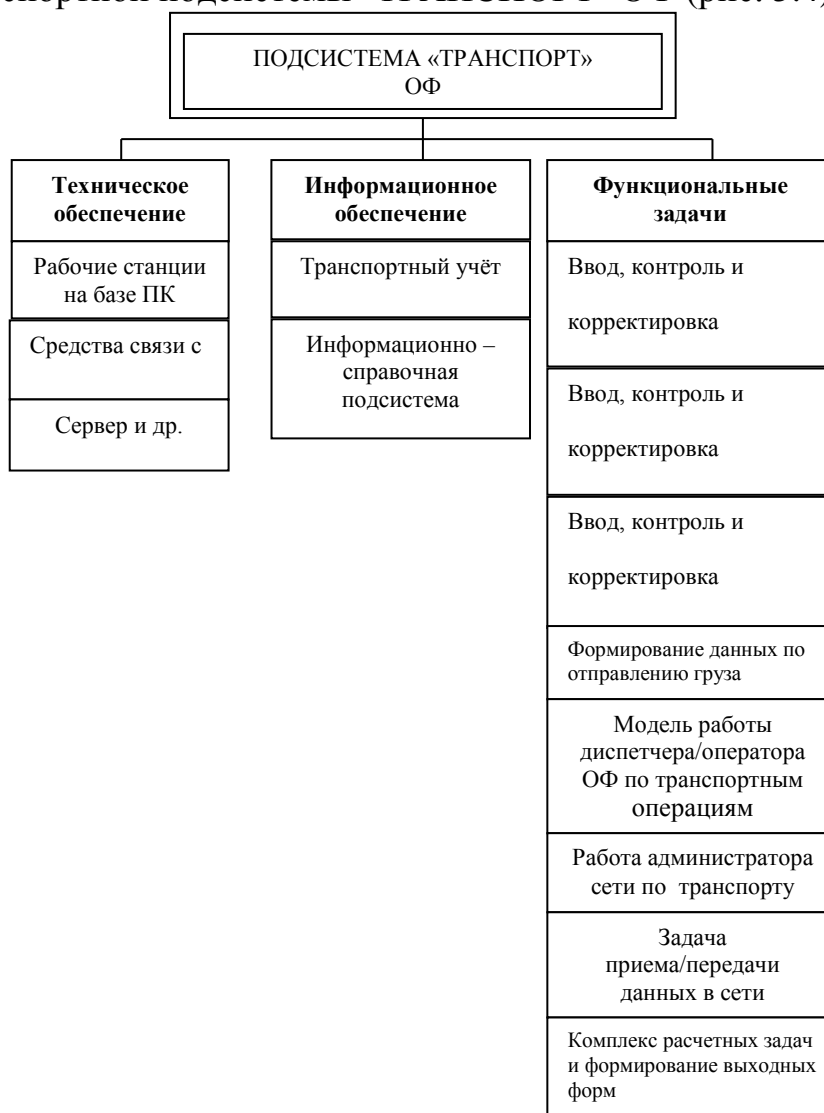 ПОДСИСТЕМА «ТРАНСПОРТ»
ОФ
Техническое
обеспечение
Рабочие станции
на базе ПК
Средства связи с
Сервер и др.
Информационное
обеспечение
Транспортный учёт
Информационно –
справочная
подсистема
Функциональные
задачи
Ввод, контроль и
корректировка
Ввод, контроль и
корректировка
Ввод, контроль и
корректировка
Формирование данных по
отправлению груза
Модель работы
диспетчера/оператора
ОФ по транспортным
операциям
Работа администратора
сети по транспорту
Задача
приема/передачи
данных в сети
Комплекс расчетных задач
и формирование выходных
форм